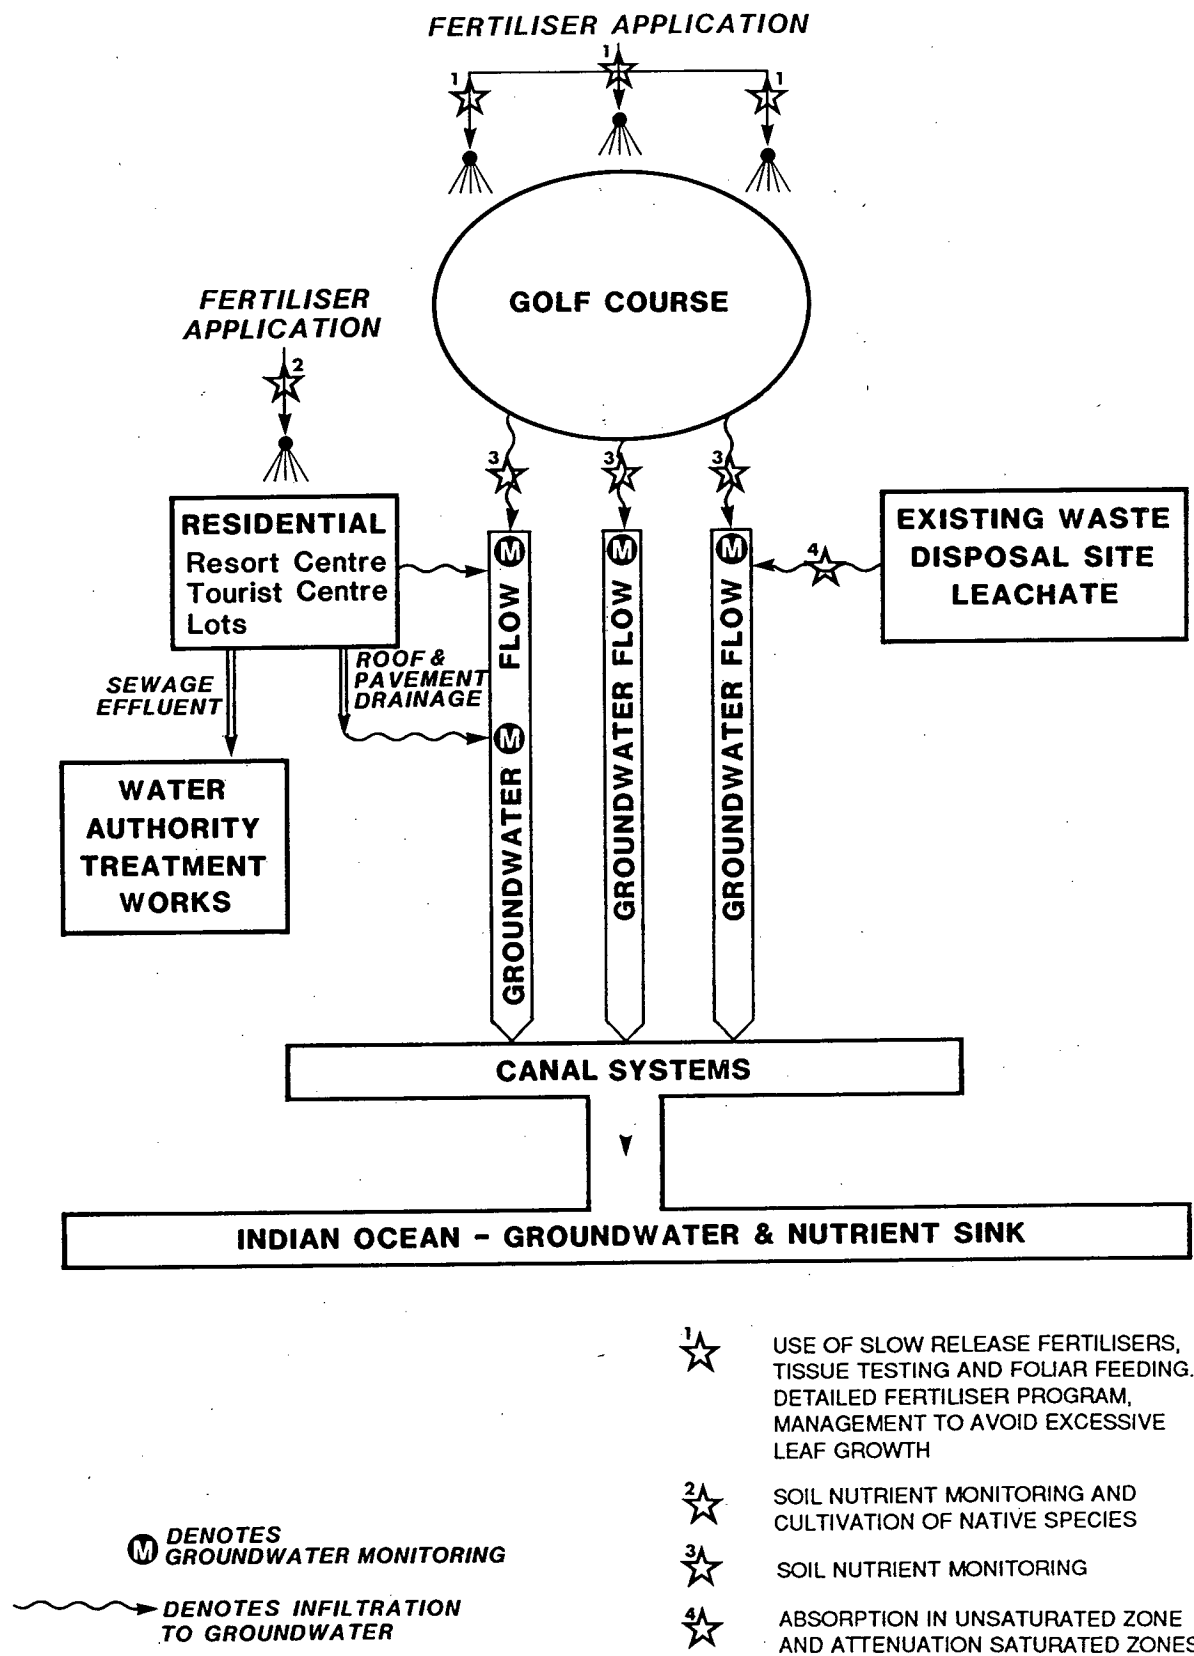 FERTILISER APPLICATION
1
1
1
GOLF COURSE
FERTILISER
APPLICATION
2
3
3
3
RESIDENTIAL
Resort Centre
Tourist Centre
Lots
EXISTING WASTE
DISPOSAL SITE
LEACHATE
4
M
M
M
M
GROUNDWATER FLOW
GROUNDWATER FLOW
GROUNDWATER FLOW
SEWAGE
EFFLUENT
ROOF &
PAVEMENT
DRAINAGE
WATER
AUTHORITY
TREATMENT
WORKS
CANAL SYSTEMS
INDIAN OCEAN - GROUNDWATER & NUTRIENT SINK
1
USE OF SLOW RELEASE FERTILISERS,
TISSUE TESTING AND FOLIAR FEEDING.
DETAILED FERTILISER PROGRAM,
MANAGEMENT TO AVOID EXCESSIVE
LEAF GROWTH
2
SOIL NUTRIENT MONITORING AND
CULTIVATION OF NATIVE SPECIES
3
SOIL NUTRIENT MONITORING
4
ABSORPTION IN UNSATURATED ZONE
AND ATTENUATION SATURATED ZONES
M DENOTES
GROUNDWATER MONITORING
DENOTES INFILTRATION
TO GROUNDWATER